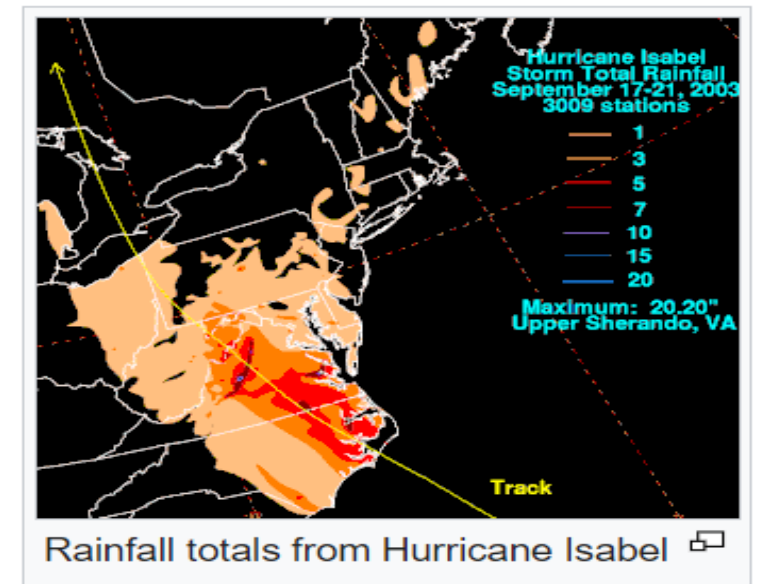 Hurricane Isabel
Storm Total Rainfall
September 17-21, 2003
3009 stations
1
3
5
7
10
15
20
Maximum: 20.20"
Upper Sherando, VA
Track
Rainfall totals from Hurricane Isabel